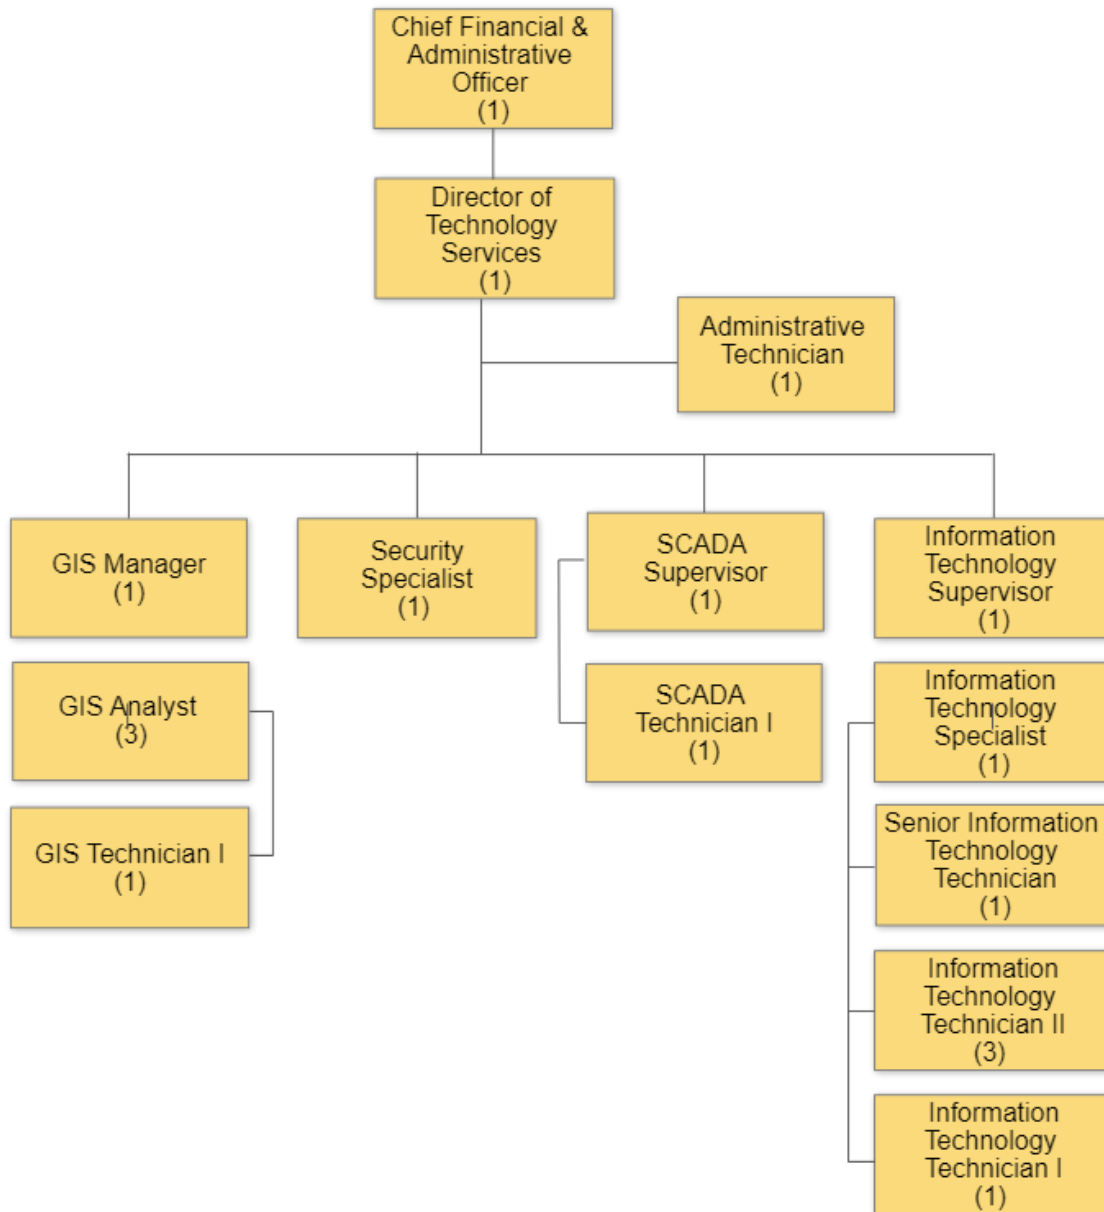 Chief Financial &
Administrative
Officer
(1)
Director of
Technology
Services
(1)
Administrative
Technician
(1)
GIS Manager
(1)
Security
Specialist
(1)
SCADA
Supervisor
(1)
Information
Technology
Supervisor
(1)
GIS Analyst
(3)
SCADA
Technician I
(1)
Information
Technology
Specialist
(1)
GIS Technician I
(1)
Senior Information
Technology
Technician
(1)
Information
Technology
Technician II
(3)
Information
Technology
Technician I
(1)